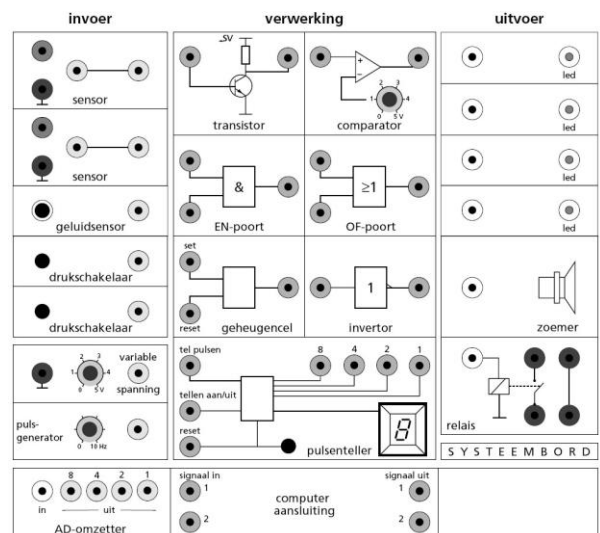 invoer
verwerking
uitvoer
sensor
sensor
geluidsensor
drukschakelaar
drukschakelaar
0 1 2 3 4 5 V
variable
spanning
puls-
generator
0 10 Hz
8 4 2 1
in uit
AD-omzetter
5V
transistor
+
-
0 1 2 3 4 5 V
comparator
&
EN-poort
≥1
OF-poort
set
reset
geheugencel
1
invertor
tel pulsen
8 4 2 1
tellen aan/uit
reset
8
pulsenteller
signaal in
1
2
computer
aansluiting
signaal uit
1
2
led
led
led
led
zoemer
relais
SYSTEEMBORD